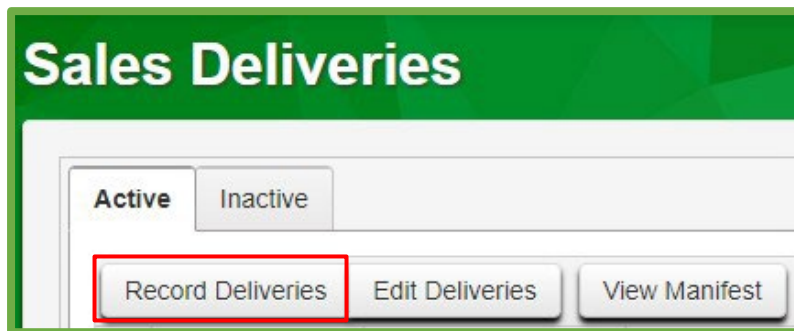 Sales Deliveries
Active Inactive
Record Deliveries Edit Deliveries View Manifest